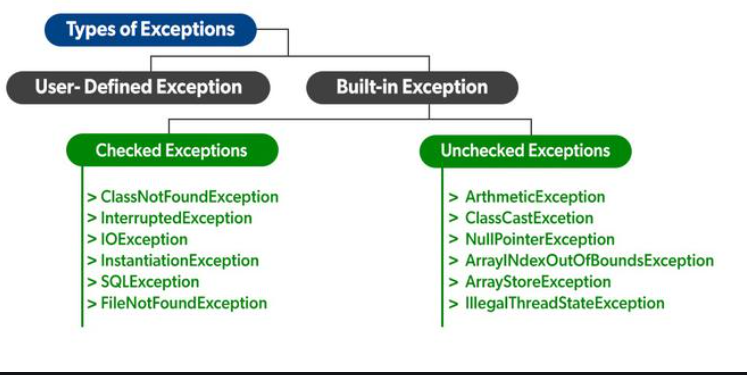 Types of Exceptions
User- Defined Exception
Built-in Exception
Checked Exceptions
> ClassNotFoundException
> InterruptedException
> IOException
> InstantiationException
> SQLException
> FileNotFoundException
Unchecked Exceptions
> ArthmeticException
> ClassCastExcetion
> NullPointerException
> ArrayINdexOutOfBoundsException
> ArrayStoreException
> IllegalThreadStateException